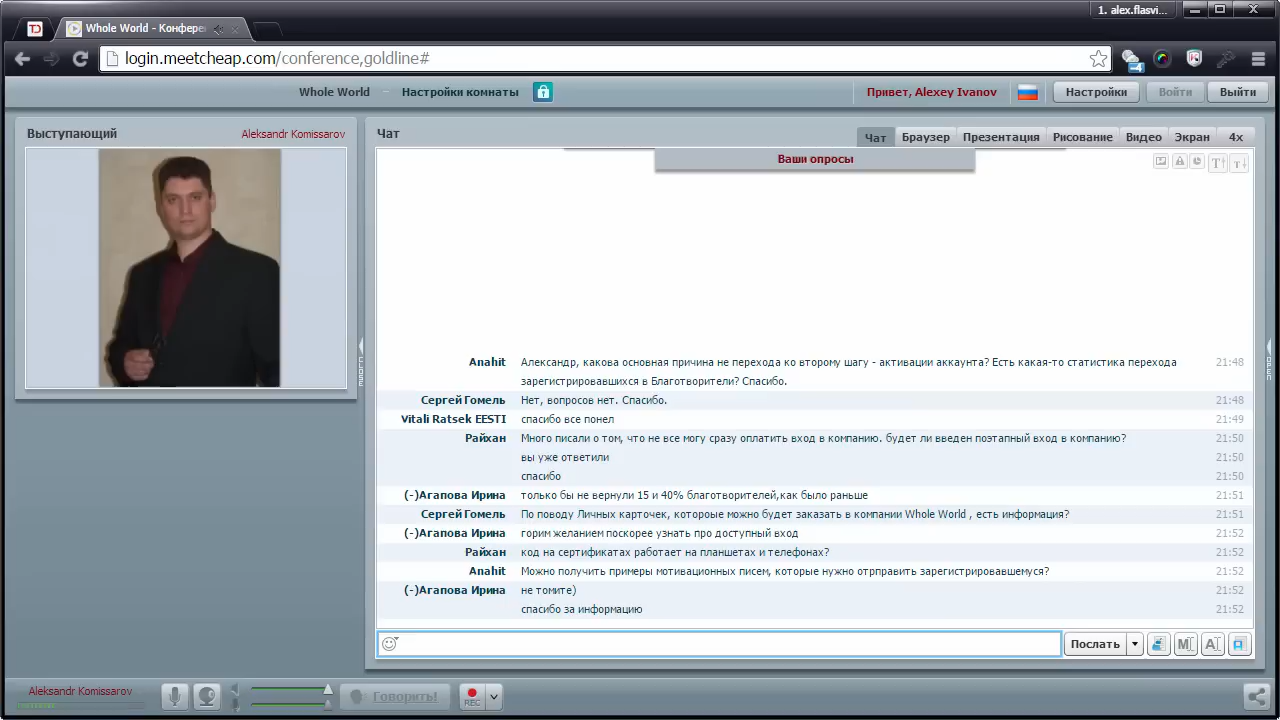 1. alex.flasvi...
Whole World - Конфере
login.meetcheap.com/conference,goldline#
-4
Whole World – Настройки комнаты
Привет, Alexey Ivanov
Настройки
Войти
Выйти
Выступающий
Aleksandr Komissarov
Чат
Чат Браузер Презентация Рисование Видео Экран 4x
Ваши опросы
Anahit Александр, какова основная причина не перехода ко второму шагу - активации аккаунта? Есть какая-то статистика перехода 21:48
зарегистрировавшихся в Благотворители? Спасибо.
Сергей Гомель Нет, вопросов нет. Спасибо. 21:48
Vitali Ratsek EESTI спасибо все понел 21:49
Райхан Много писали о том, что не все могу сразу оплатить вход в компанию. будет ли введен поэтапный вход в компанию? 21:50
вы уже ответили 21:50
спасибо 21:50
(-)Агапова Ирина только бы не вернули 15 и 40% благотворителей,как было раньше 21:51
Сергей Гомель По поводу Личных карточек, котороые можно будет заказать в компании Whole World , есть информация? 21:51
(-)Агапова Ирина горим желанием поскорее узнать про доступный вход 21:52
Райхан код на сертификатах работает на планшетах и телефонах? 21:52
Anahit Можно получить примеры мотивационных писем, которые нужно отрправить зарегистрировавшемуся? 21:52
(-)Агапова Ирина не томите) 21:52
спасибо за информацию 21:52
Послать
Aleksandr Komissarov
Говорить!
REC